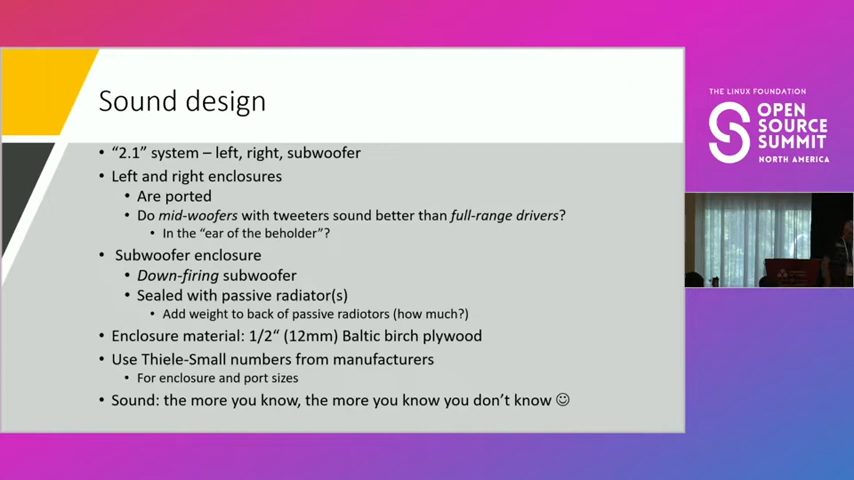 Sound design
• "2.1" system – left, right, subwoofer
• Left and right enclosures
• Are ported
• Do mid-woofers with tweeters sound better than full-range drivers?
• In the "ear of the beholder"?
• Subwoofer enclosure
• Down-firing subwoofer
• Sealed with passive radiator(s)
• Add weight to back of passive radiotors (how much?)
• Enclosure material: 1/2" (12mm) Baltic birch plywood
• Use Thiele-Small numbers from manufacturers
• For enclosure and port sizes
• Sound: the more you know, the more you know you don't know ☺
THE LINUX FOUNDATION
OPEN
SOURCE
SUMMIT
NORTH AMERICA